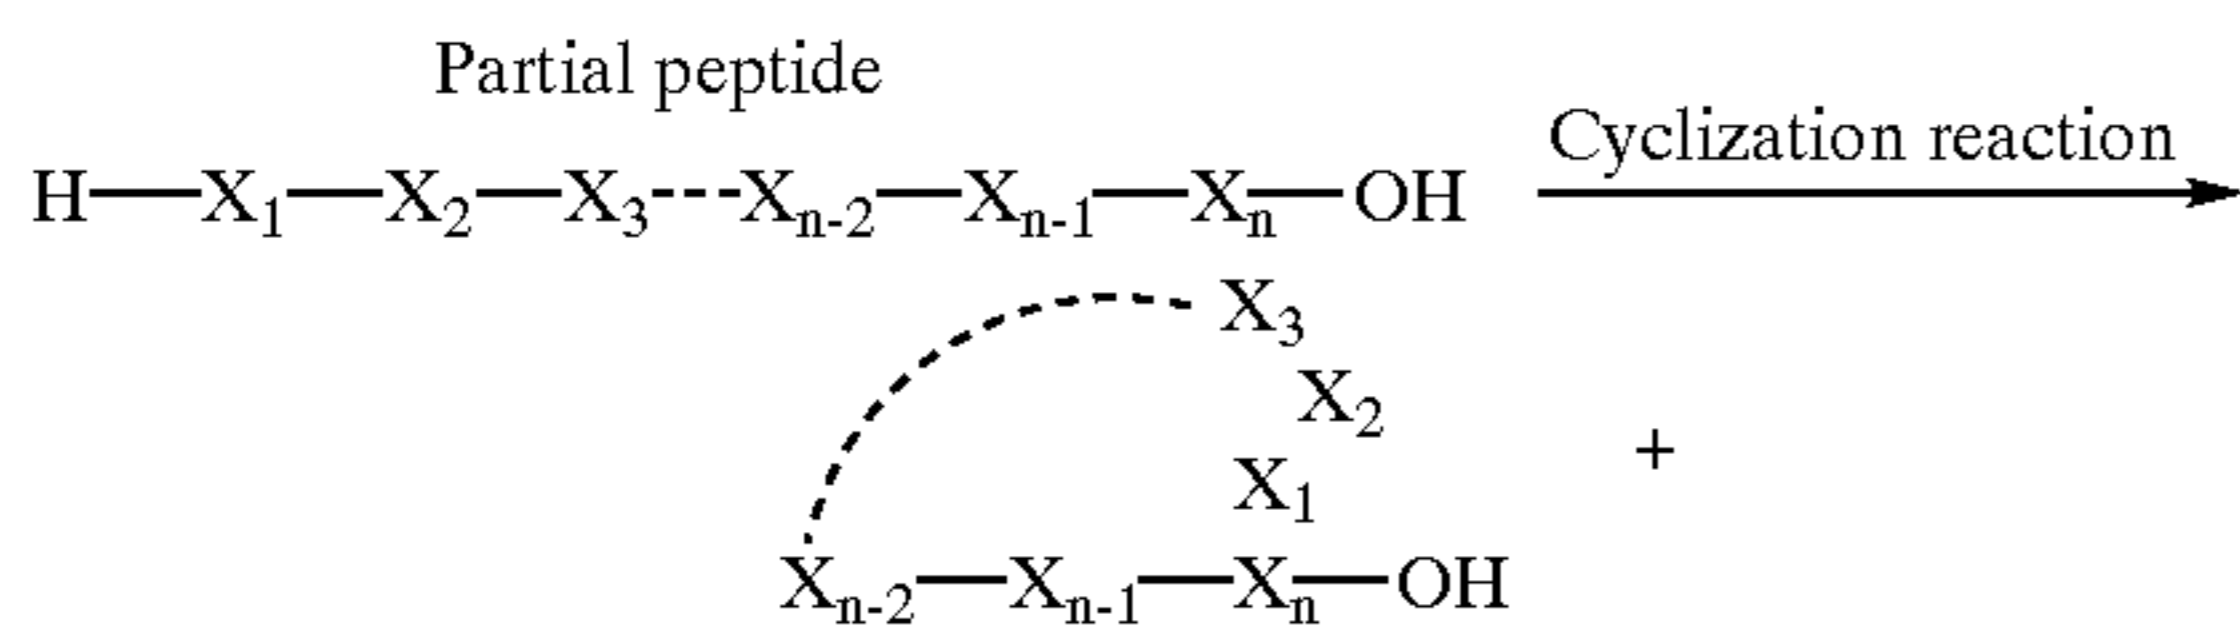 Partial peptide
Cyclization reaction
H—X₁—X₂—X₃---Xₙ₋₂—Xₙ₋₁—Xₙ—OH
X₃
X₂
+
X₁
Xₙ₋₂—Xₙ₋₁—Xₙ—OH